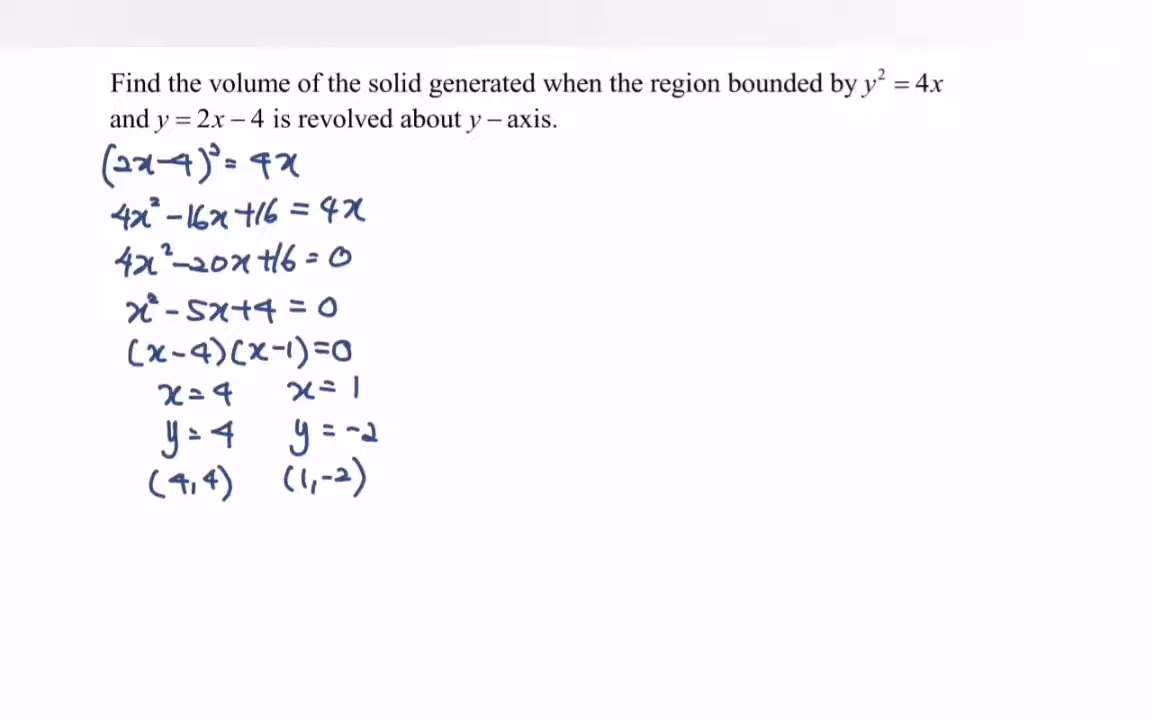 Find the volume of the solid generated when the region bounded by y² = 4x
and y = 2x – 4 is revolved about y – axis.
(2x-4)² = 4x
4x² - 16x + 16 = 4x
4x² - 20x + 16 = 0
x² - 5x + 4 = 0
(x-4)(x-1) = 0
x = 4 x = 1
y = 4 y = -2
(4,4) (1,-2)